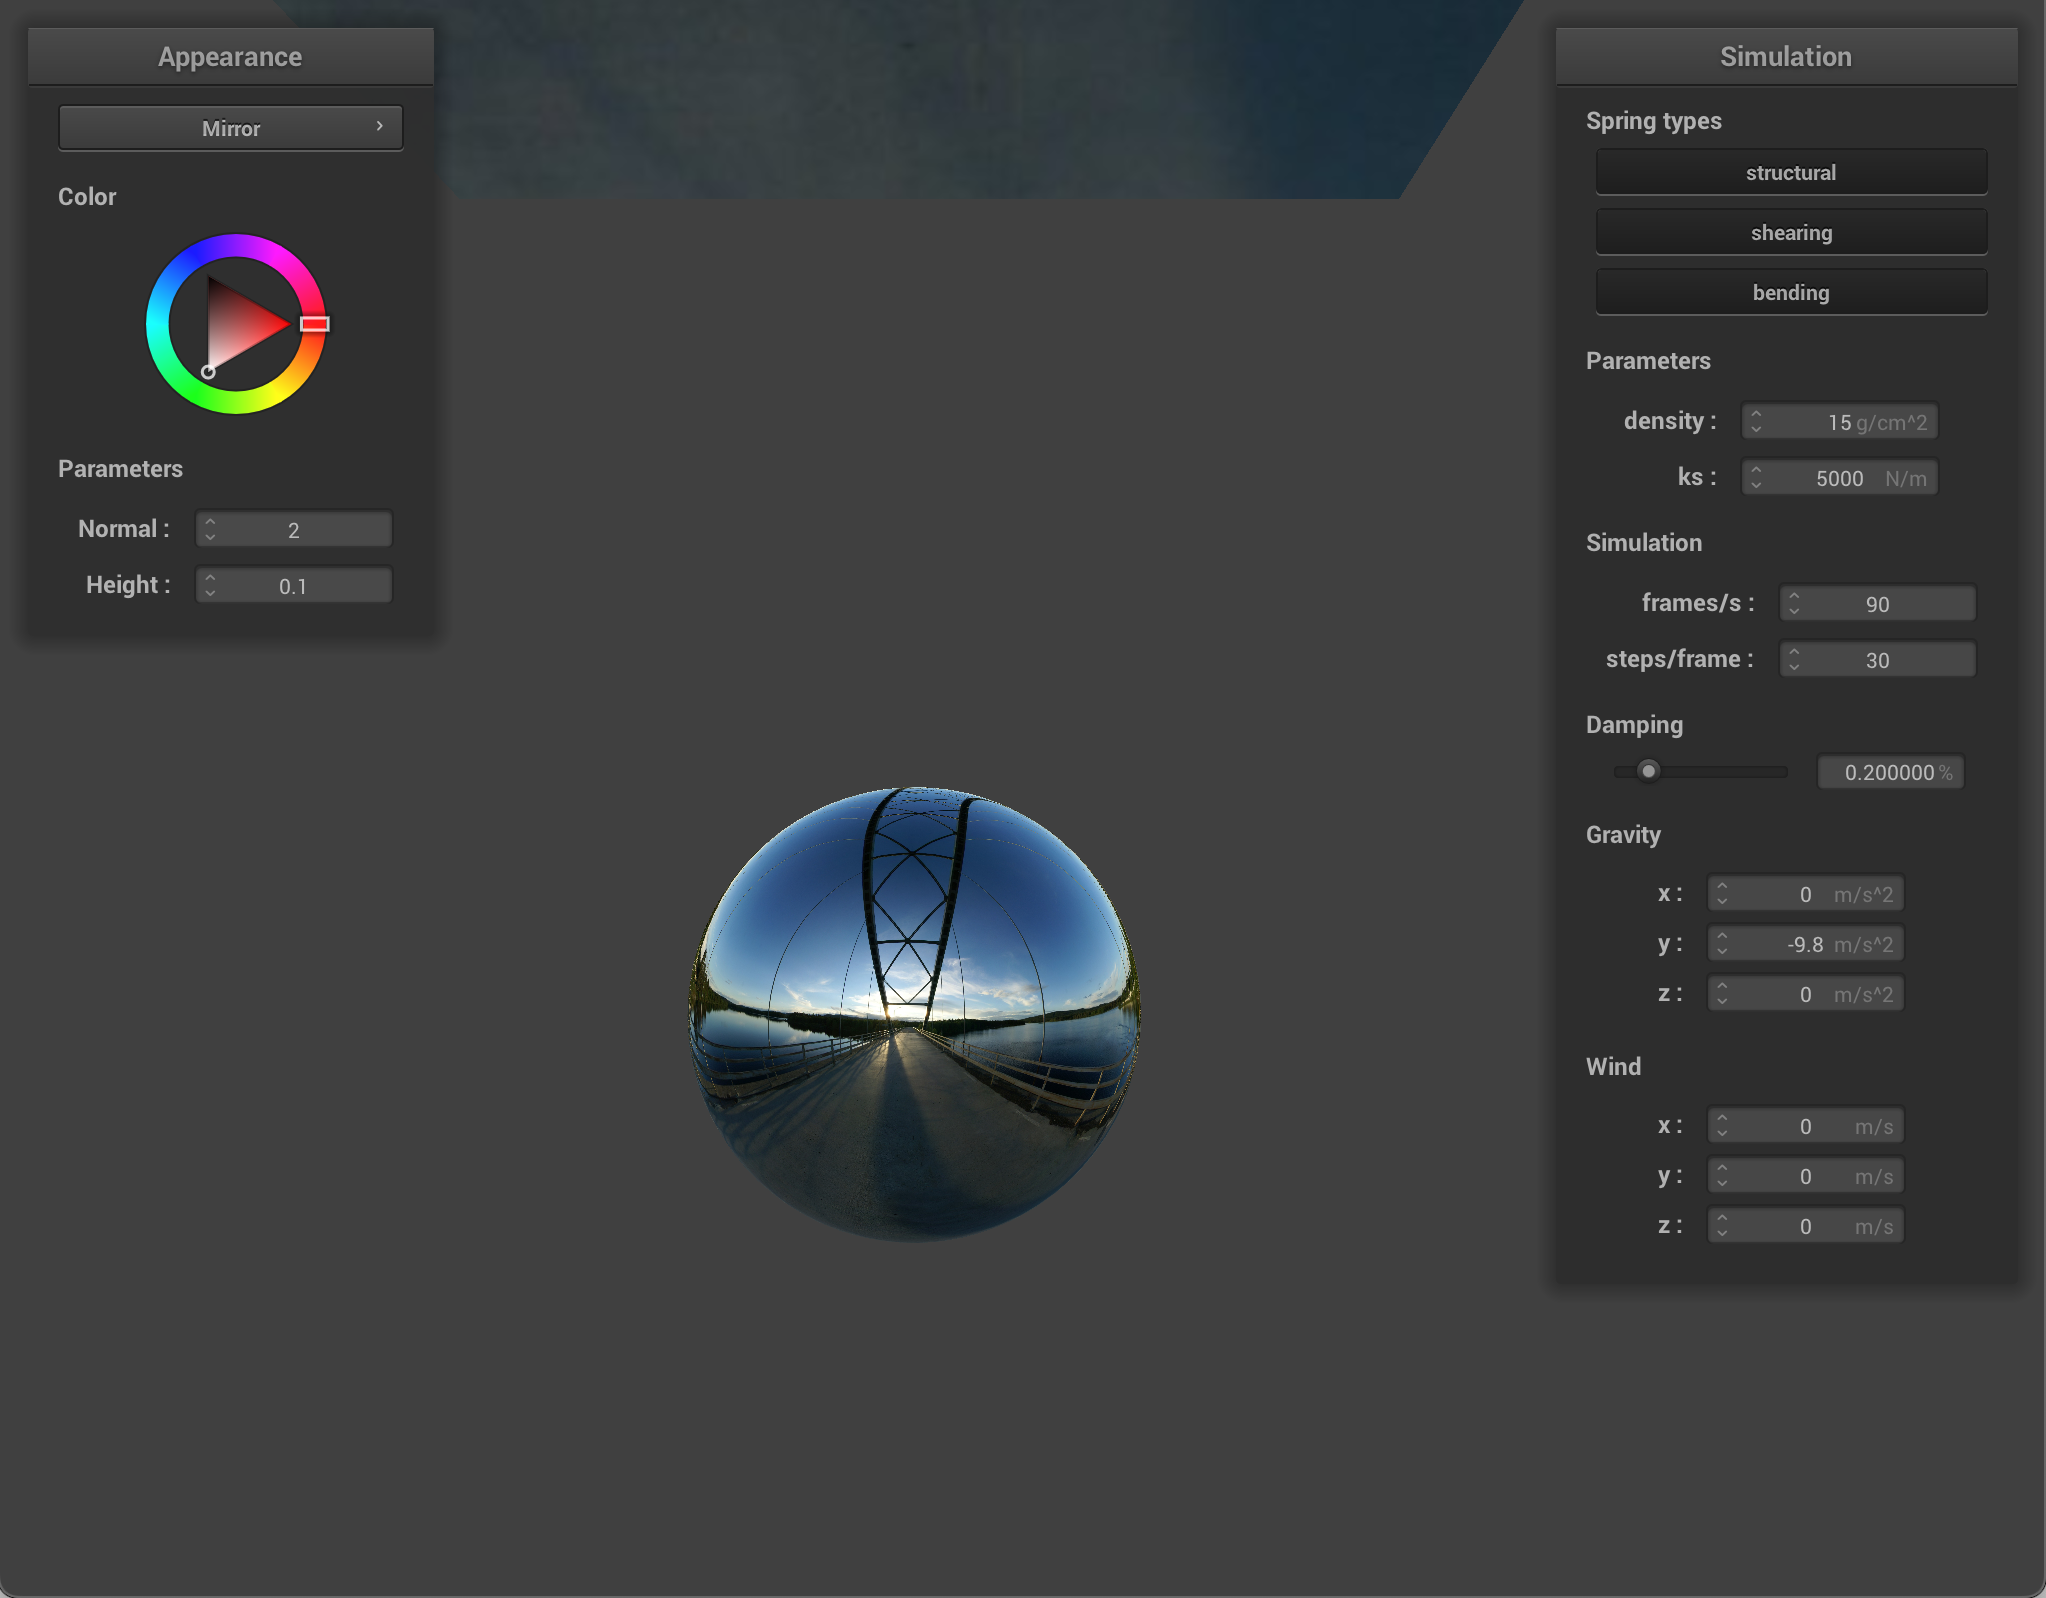 Appearance
Mirror
Color
Parameters
Normal : 2
Height : 0.1
Simulation
Spring types
structural
shearing
bending
Parameters
density : 15 g/cm^2
ks : 5000 N/m
Simulation
frames/s : 90
steps/frame : 30
Damping
0.200000 %
Gravity
x : 0 m/s^2
y : -9.8 m/s^2
z : 0 m/s^2
Wind
x : 0 m/s
y : 0 m/s
z : 0 m/s